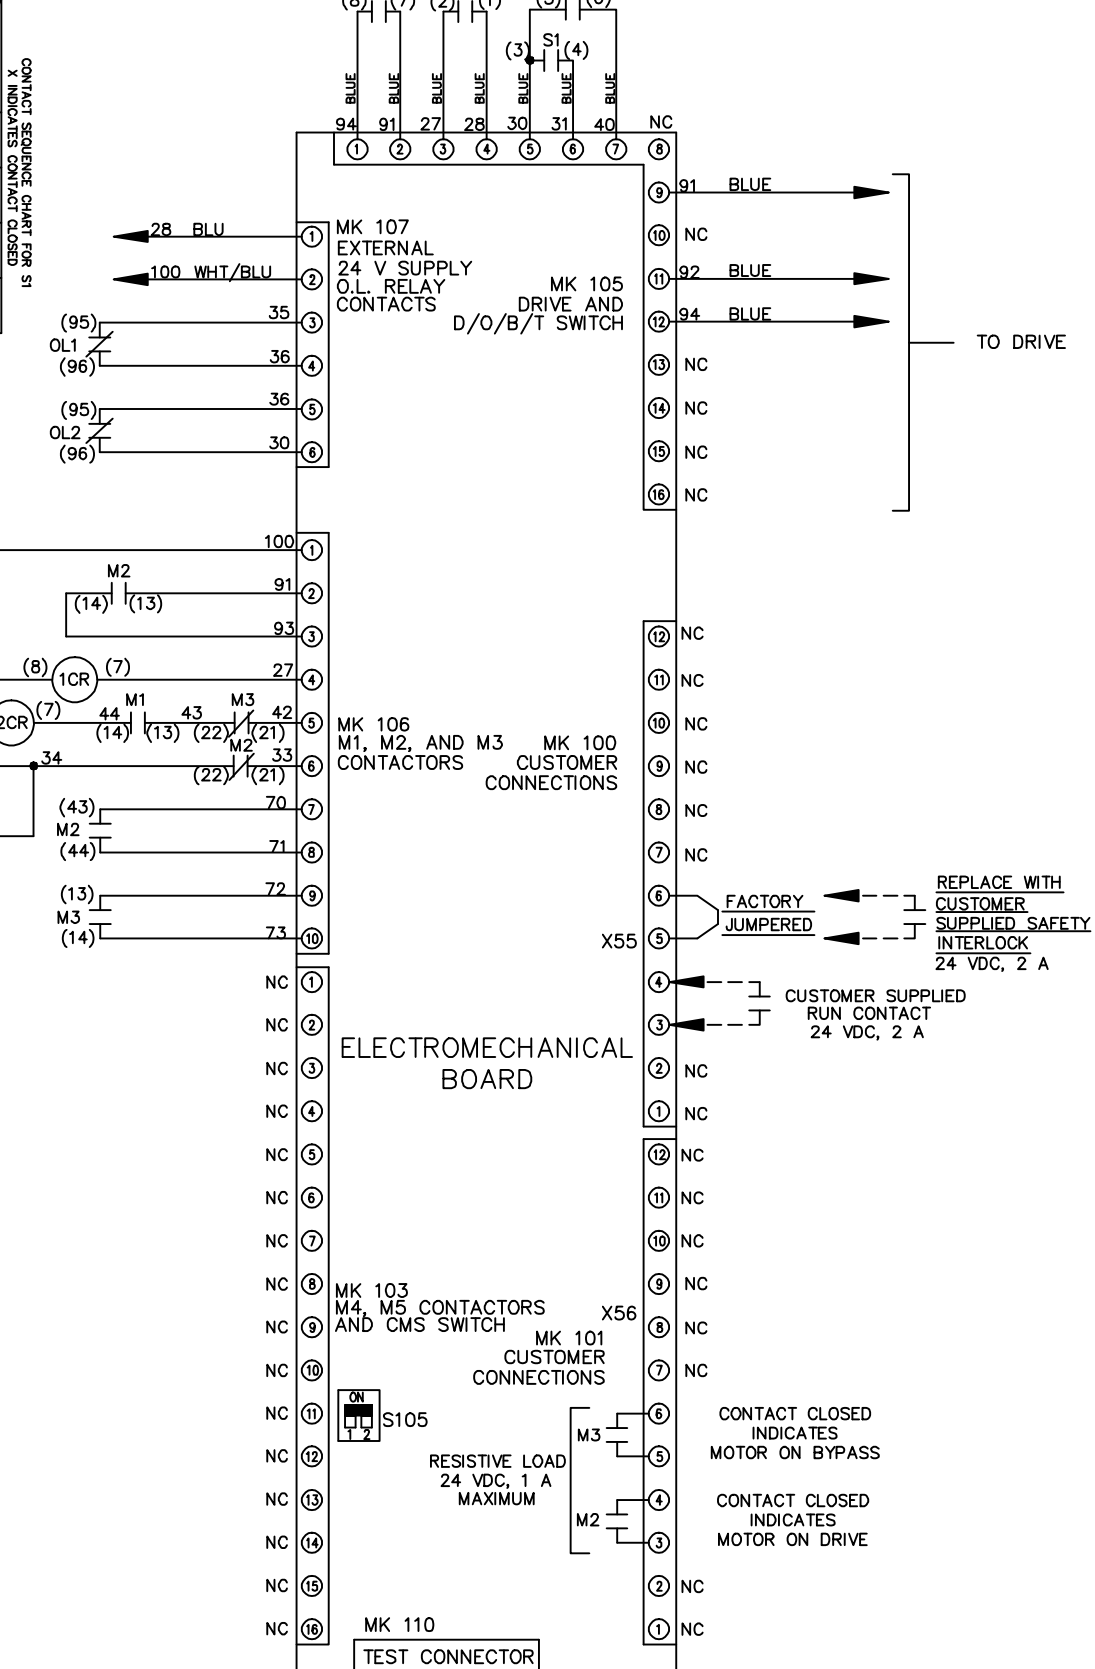 (8) (7) (2) (1) (5) (6)
(3) S1 (4)
BLUE BLUE BLUE BLUE BLUE BLUE BLUE
94 91 27 28 30 31 40 NC
1 2 3 4 5 6 7 8
CONTACT SEQUENCE CHART FOR S1
X INDICATES CONTACT CLOSED
9 91 BLUE
10 NC
11 92 BLUE
12 94 BLUE
13 NC
14 NC
15 NC
16 NC
TO DRIVE
MK 105
DRIVE AND
D/O/B/T SWITCH
28 BLU 1
100 WHT/BLU 2
(95) 35 3
OL1
(96) 36 4
(95) 36 5
OL2
(96) 30 6
MK 107
EXTERNAL
24 V SUPPLY
O.L. RELAY
CONTACTS
100 1
M2
(14) (13) 91 2
93 3
(8) 1CR (7) 27 4
2CR (7) 44 M1 (14) (13) 43 M3 (22) (21) 42 5
34 M2 (22) (21) 33 6
(43) 70 7
M2
(44) 71 8
(13) 72 9
M3
(14) 73 10
MK 106
M1, M2, AND M3
CONTACTORS
MK 100
CUSTOMER
CONNECTIONS
12 NC
11 NC
10 NC
9 NC
8 NC
7 NC
6
X55 5
4
3
2 NC
1 NC
FACTORY
JUMPERED
REPLACE WITH
CUSTOMER
SUPPLIED SAFETY
INTERLOCK
24 VDC, 2 A
CUSTOMER SUPPLIED
RUN CONTACT
24 VDC, 2 A
ELECTROMECHANICAL
BOARD
NC 1
NC 2
NC 3
NC 4
NC 5
NC 6
NC 7
NC 8
NC 9
NC 10
NC 11
NC 12
NC 13
NC 14
NC 15
NC 16
MK 103
M4, M5 CONTACTORS
AND CMS SWITCH
ON
1 2
S105
X56
MK 101
CUSTOMER
CONNECTIONS
12 NC
11 NC
10 NC
9 NC
8 NC
7 NC
6
M3
5
4
M2
3
2 NC
1 NC
RESISTIVE LOAD
24 VDC, 1 A
MAXIMUM
CONTACT CLOSED
INDICATES
MOTOR ON BYPASS
CONTACT CLOSED
INDICATES
MOTOR ON DRIVE
MK 110
TEST CONNECTOR